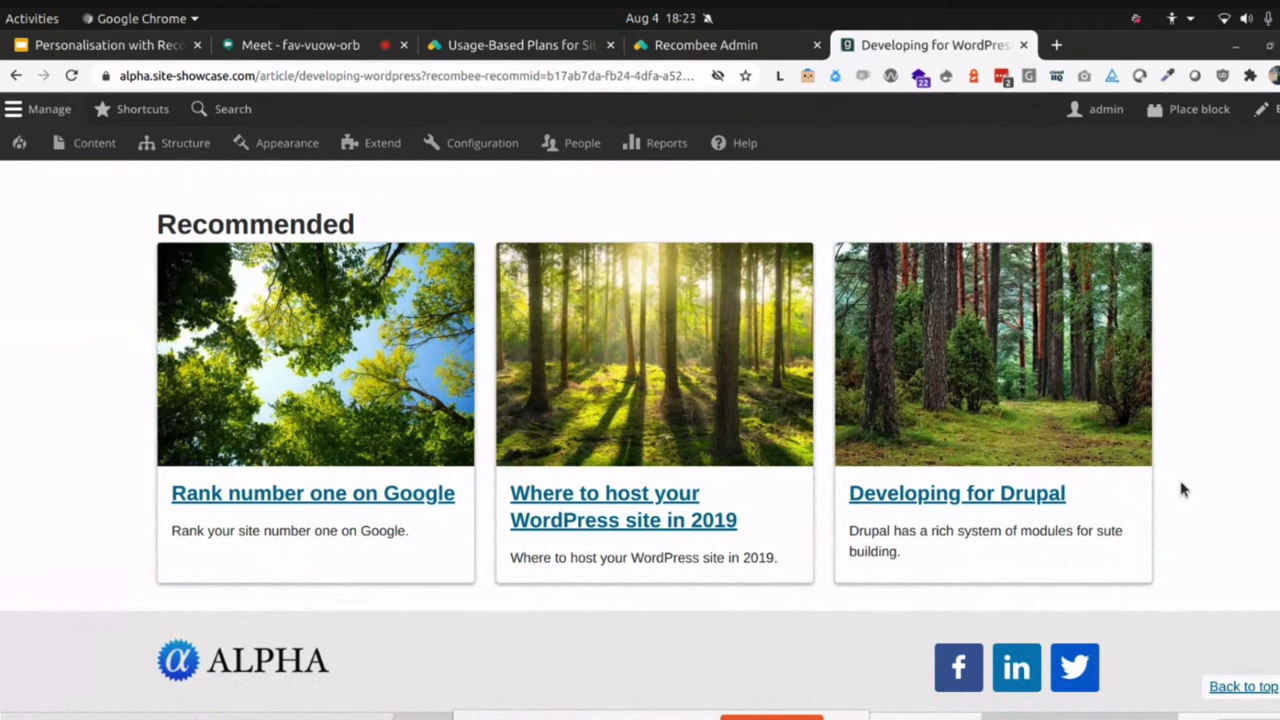 Activities
Google Chrome
Aug 4 18:23
Personalisation with Rec
Meet - fav-vuow-orb
Usage-Based Plans for Sit
Recombee Admin
Developing for WordPres
alpha.site-showcase.com/article/developing-wordpress?recombee-recommid=b17ab7da-fb24-4dfa-a52...
22
2
Manage
Shortcuts
Search
admin
Place block
Content
Structure
Appearance
Extend
Configuration
People
Reports
Help
Recommended
Rank number one on Google
Rank your site number one on Google.
Where to host your
WordPress site in 2019
Where to host your WordPress site in 2019.
Developing for Drupal
Drupal has a rich system of modules for sute
building.
α ALPHA
f
in
Back to top